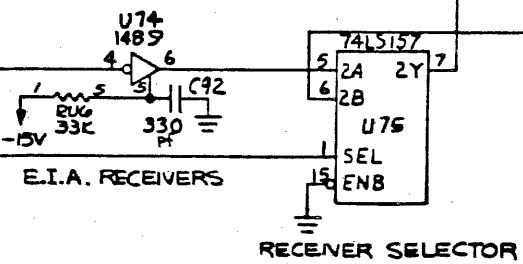 U74
1489
4 6
5
74LS157
5 2A 2Y 7
6 2B
U75
1 SEL
15 ENB
1 5
RU6
33K
-15V
C92
330
Pf
E.I.A. RECEIVERS
RECEIVER SELECTOR